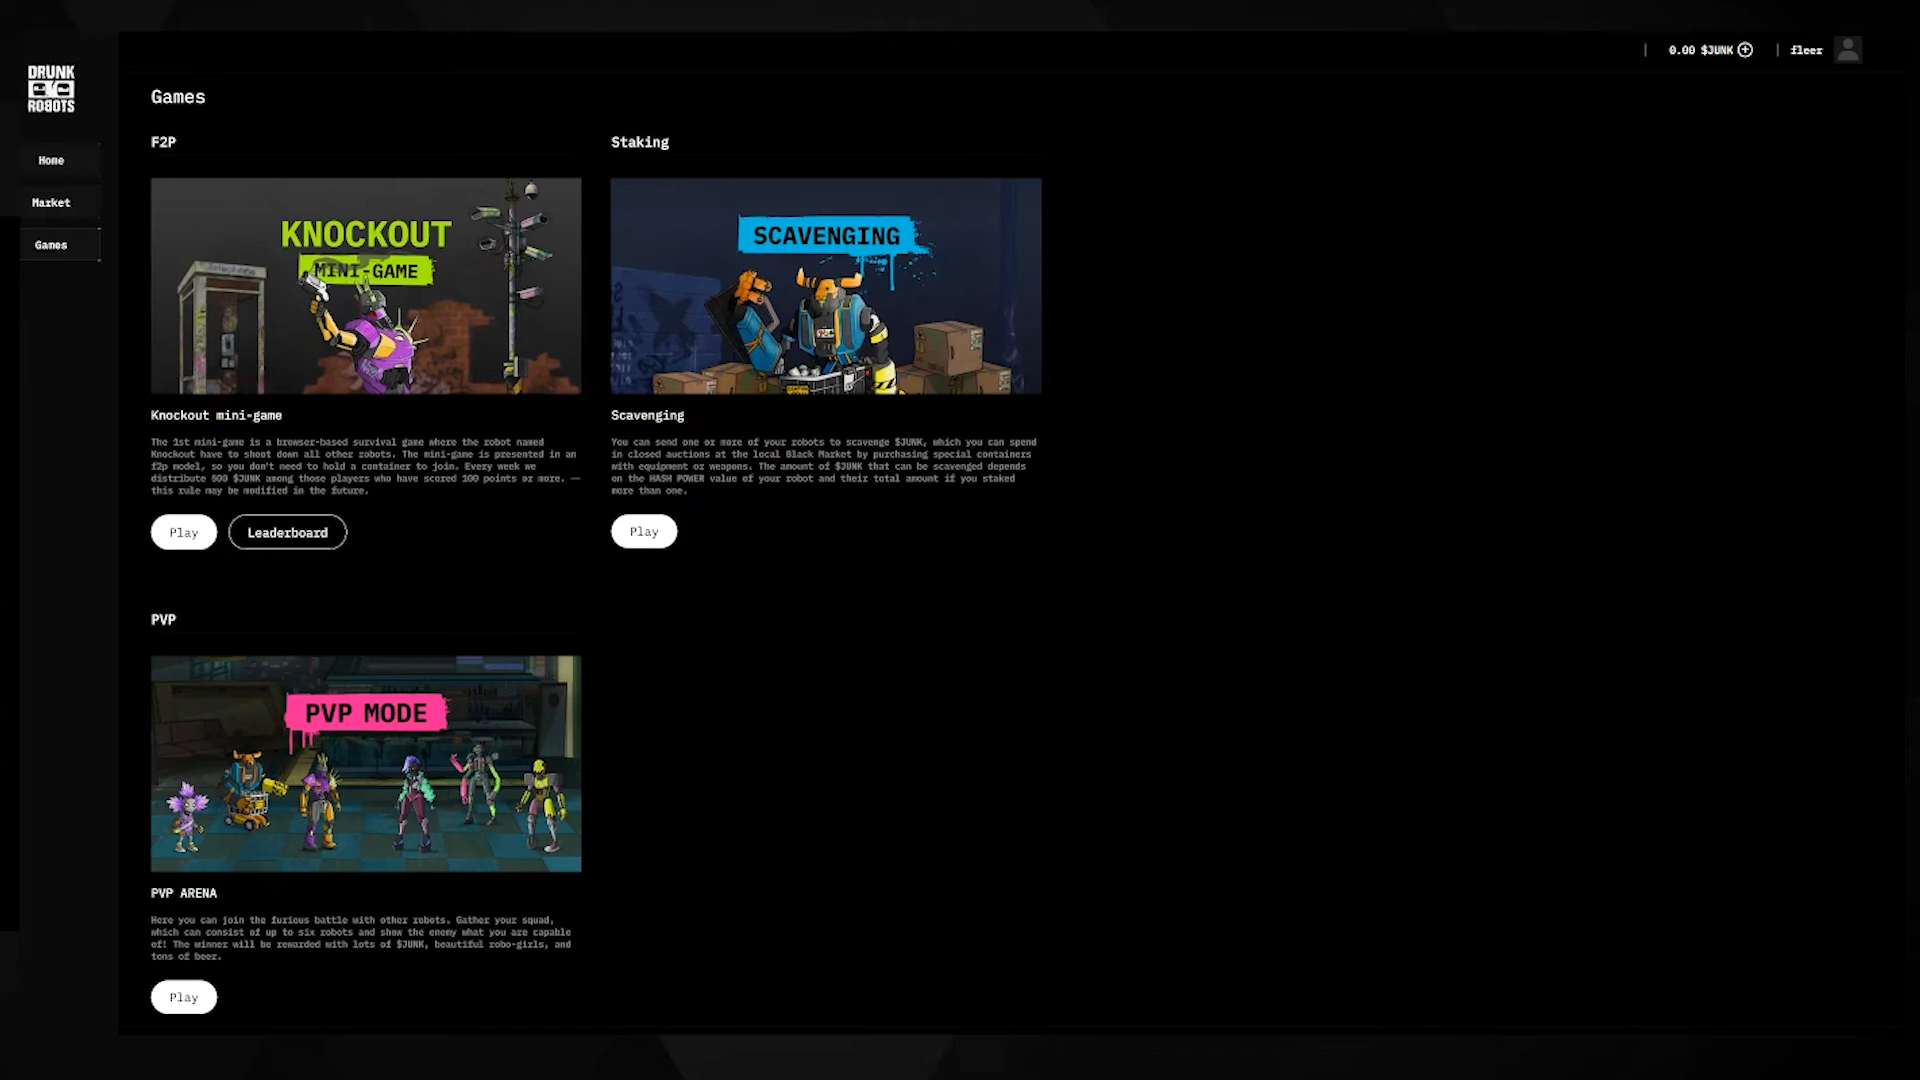 DRUNK
ROBOTS
Home
Market
Games
0.00 $JUNK
fleer
Games
F2P
KNOCKOUT
MINI-GAME
Knockout mini-game
The 1st mini-game is a browser-based survival game where the robot named
Knockout have to shoot down all other robots. The mini-game is presented in an
f2p model, so you don't need to hold a container to join. Every week we
distribute 500 $JUNK among those players who have scored 100 points or more. —
this rule may be modified in the future.
Play
Leaderboard
Staking
SCAVENGING
Scavenging
You can send one or more of your robots to scavenge $JUNK, which you can spend
in closed auctions at the local Black Market by purchasing special containers
with equipment or weapons. The amount of $JUNK that can be scavenged depends
on the HASH POWER value of your robot and their total amount if you staked
more than one.
Play
PVP
PVP MODE
PVP ARENA
Here you can join the furious battle with other robots. Gather your squad,
which can consist of up to six robots and show the enemy what you are capable
of! The winner will be rewarded with lots of $JUNK, beautiful robo-girls, and
tons of beer.
Play